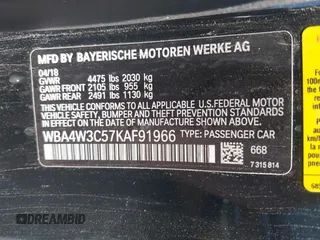 MFD BY BAYERISCHE MOTOREN WERKE AG
04/18
GVWR 4475 lbs 2030 kg
GAWR FRONT 2105 lbs 955 kg
GAWR REAR 2491 lbs 1130 kg
THIS VEHICLE CONFORMS TO ALL APPLICABLE
U.S.FEDERAL MOTOR VEHICLE SAFETY,
BUMPER, AND THEFT PREVENTION STANDARDS
IN EFFECT ON THE DATE OF MANUFACTURE
SHOWN ABOVE.
WBA4W3C57KAF91966 TYPE: PASSENGER CAR
668
7 315 814
100m
km/
DREAMBID